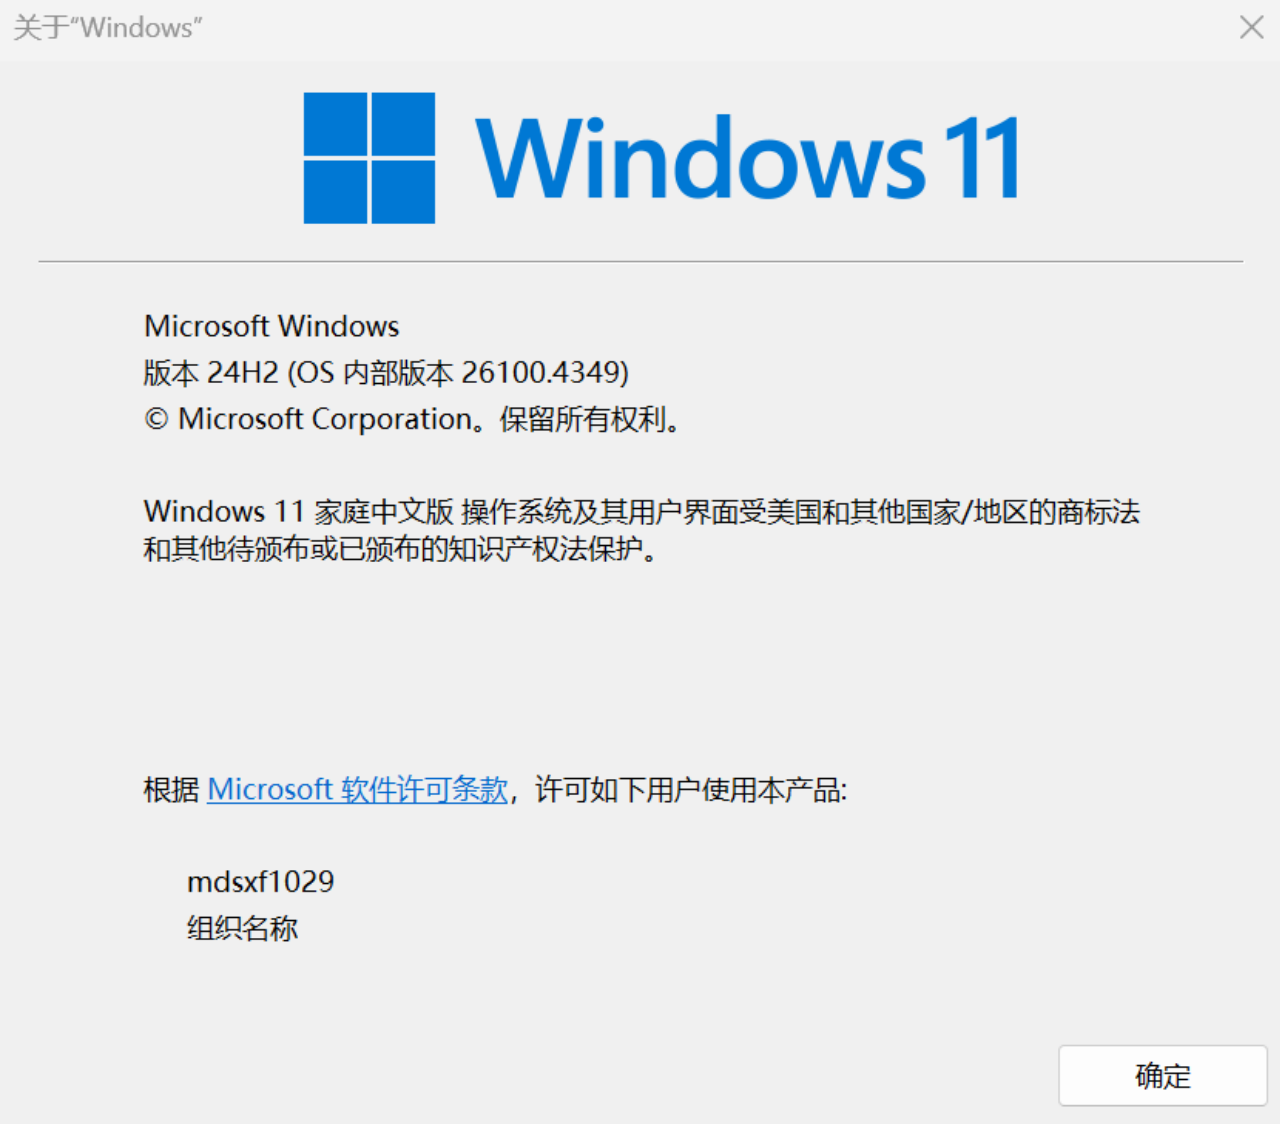 关于“Windows”
Windows 11
Microsoft Windows
版本 24H2 (OS 内部版本 26100.4349)
© Microsoft Corporation。保留所有权利。
Windows 11 家庭中文版 操作系统及其用户界面受美国和其他国家/地区的商标法
和其他待颁布或已颁布的知识产权法保护。
根据 Microsoft 软件许可条款，许可如下用户使用本产品:
mdsxf1029
组织名称
确定